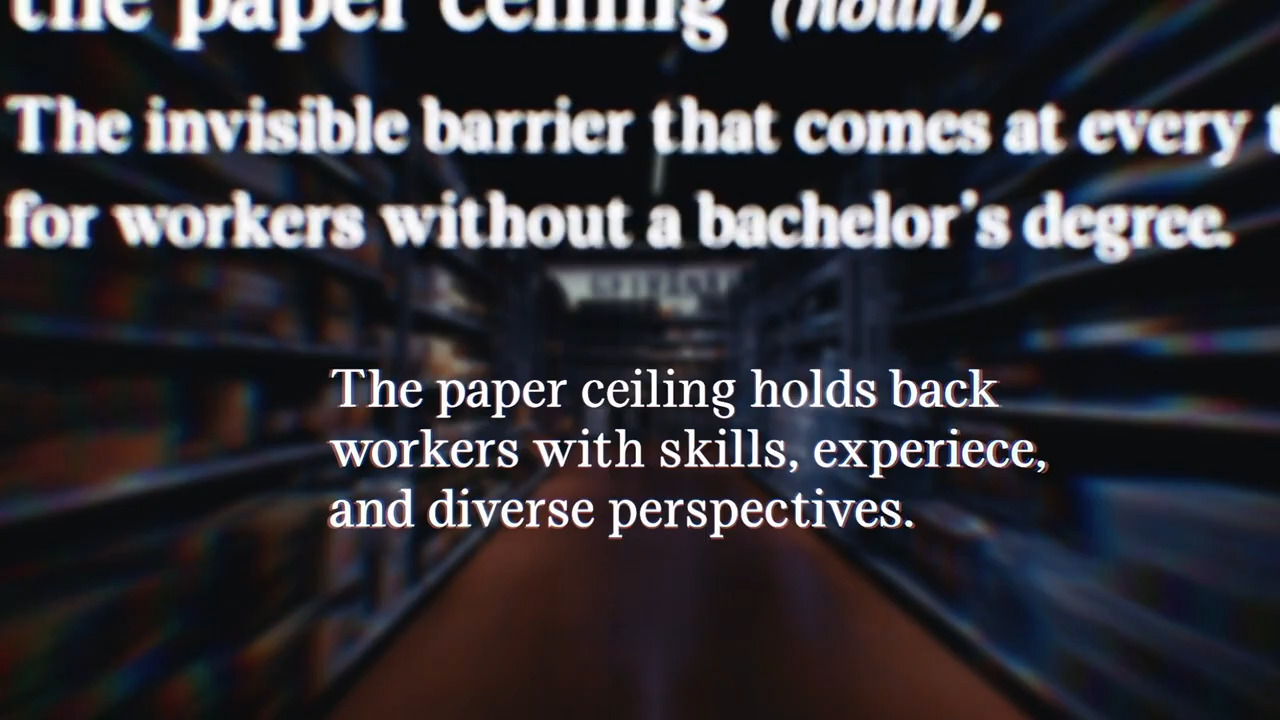 the paper ceiling (noun).
The invisible barrier that comes at every
for workers without a bachelor's degree.
The paper ceiling holds back
workers with skills, experiece,
and diverse perspectives.